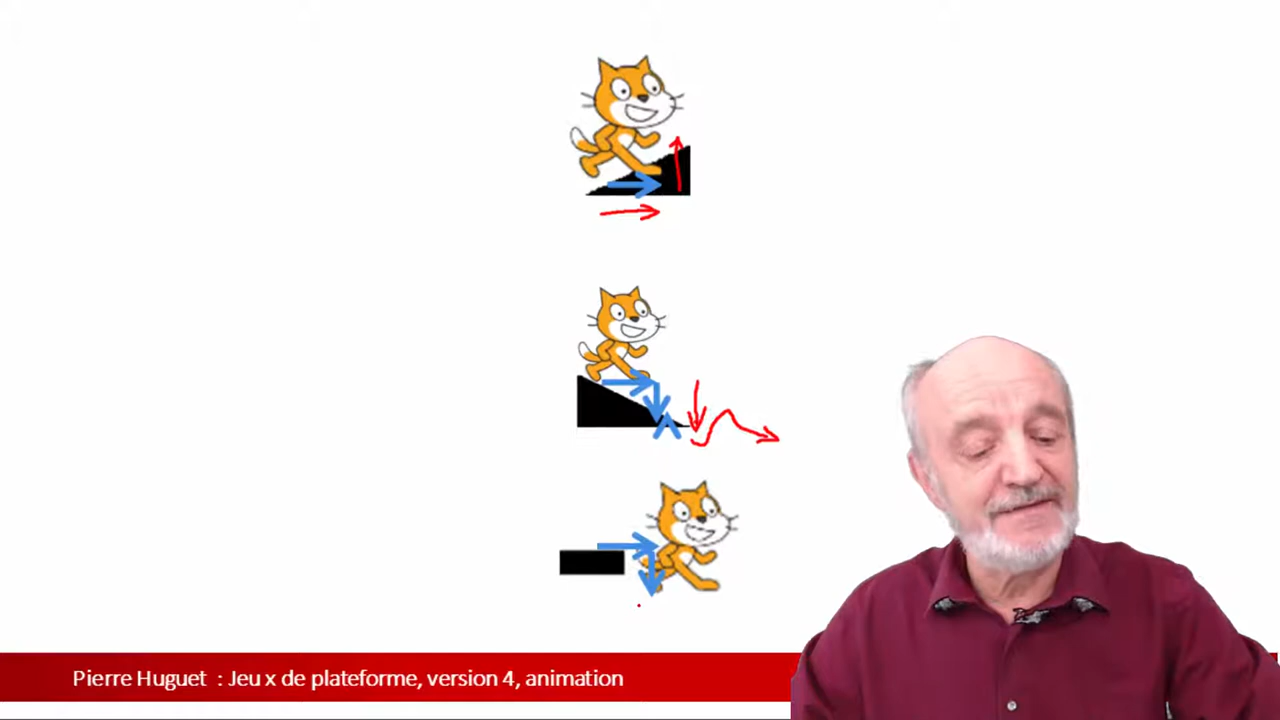 Pierre Huguet : Jeu x de plateforme, version 4, animation